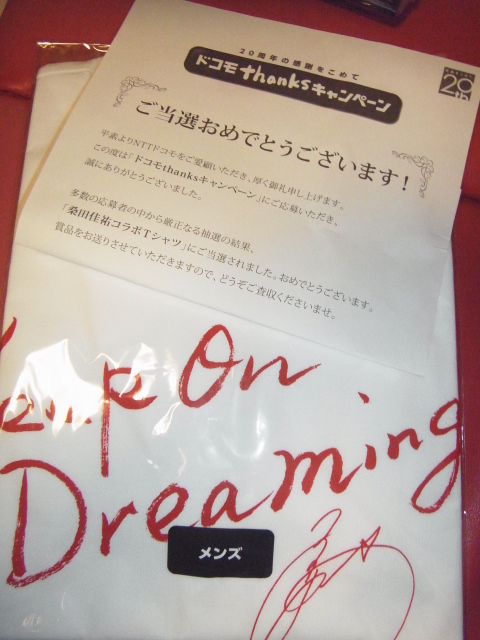 20周年の感謝をこめて
ドコモthanksキャンペーン
20th
ご当選おめでとうございます！
平素よりNTTドコモをご愛顧いただき、厚く御礼申し上げます。
この度は「ドコモthanksキャンペーン」にご応募いただき、
誠にありがとうございました。
多数の応募者の中から厳正なる抽選の結果、
「桑田佳祐コラボTシャツ」にご当選されました。おめでとうございます。
賞品をお送りさせていただきますので、どうぞご査収くださいませ。
Keep On
Dreaming
メンズ